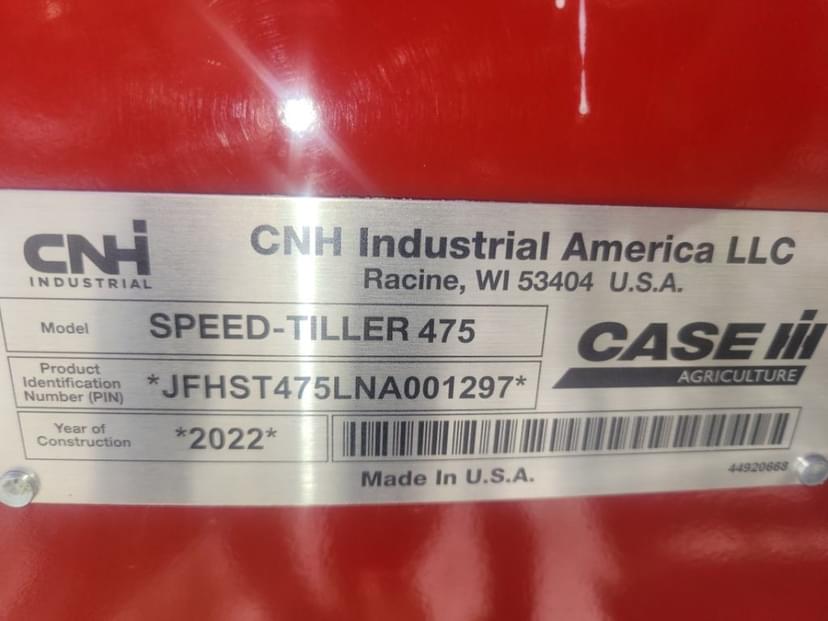 CNH
INDUSTRIAL
CNH Industrial America LLC
Racine, WI 53404 U.S.A.
Model
SPEED-TILLER 475
CASE IH
AGRICULTURE
Product
Identification
Number (PIN)
*JFHST475LNA001297*
Year of
Construction
*2022*
Made In U.S.A.
44920668